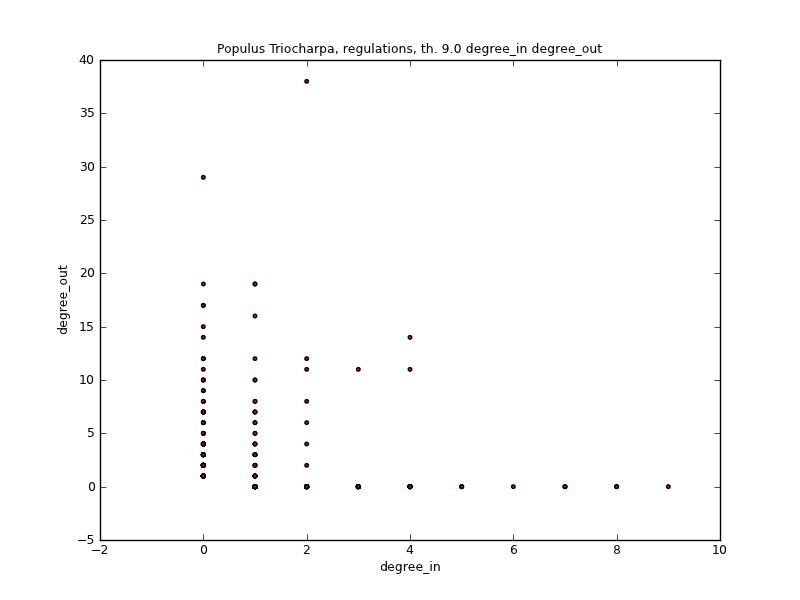 Populus Triocharpa, regulations, th. 9.0 degree_in degree_out
40
35
30
25
20
15
10
5
0
−5
degree_out
−2 0 2 4 6 8 10
degree_in